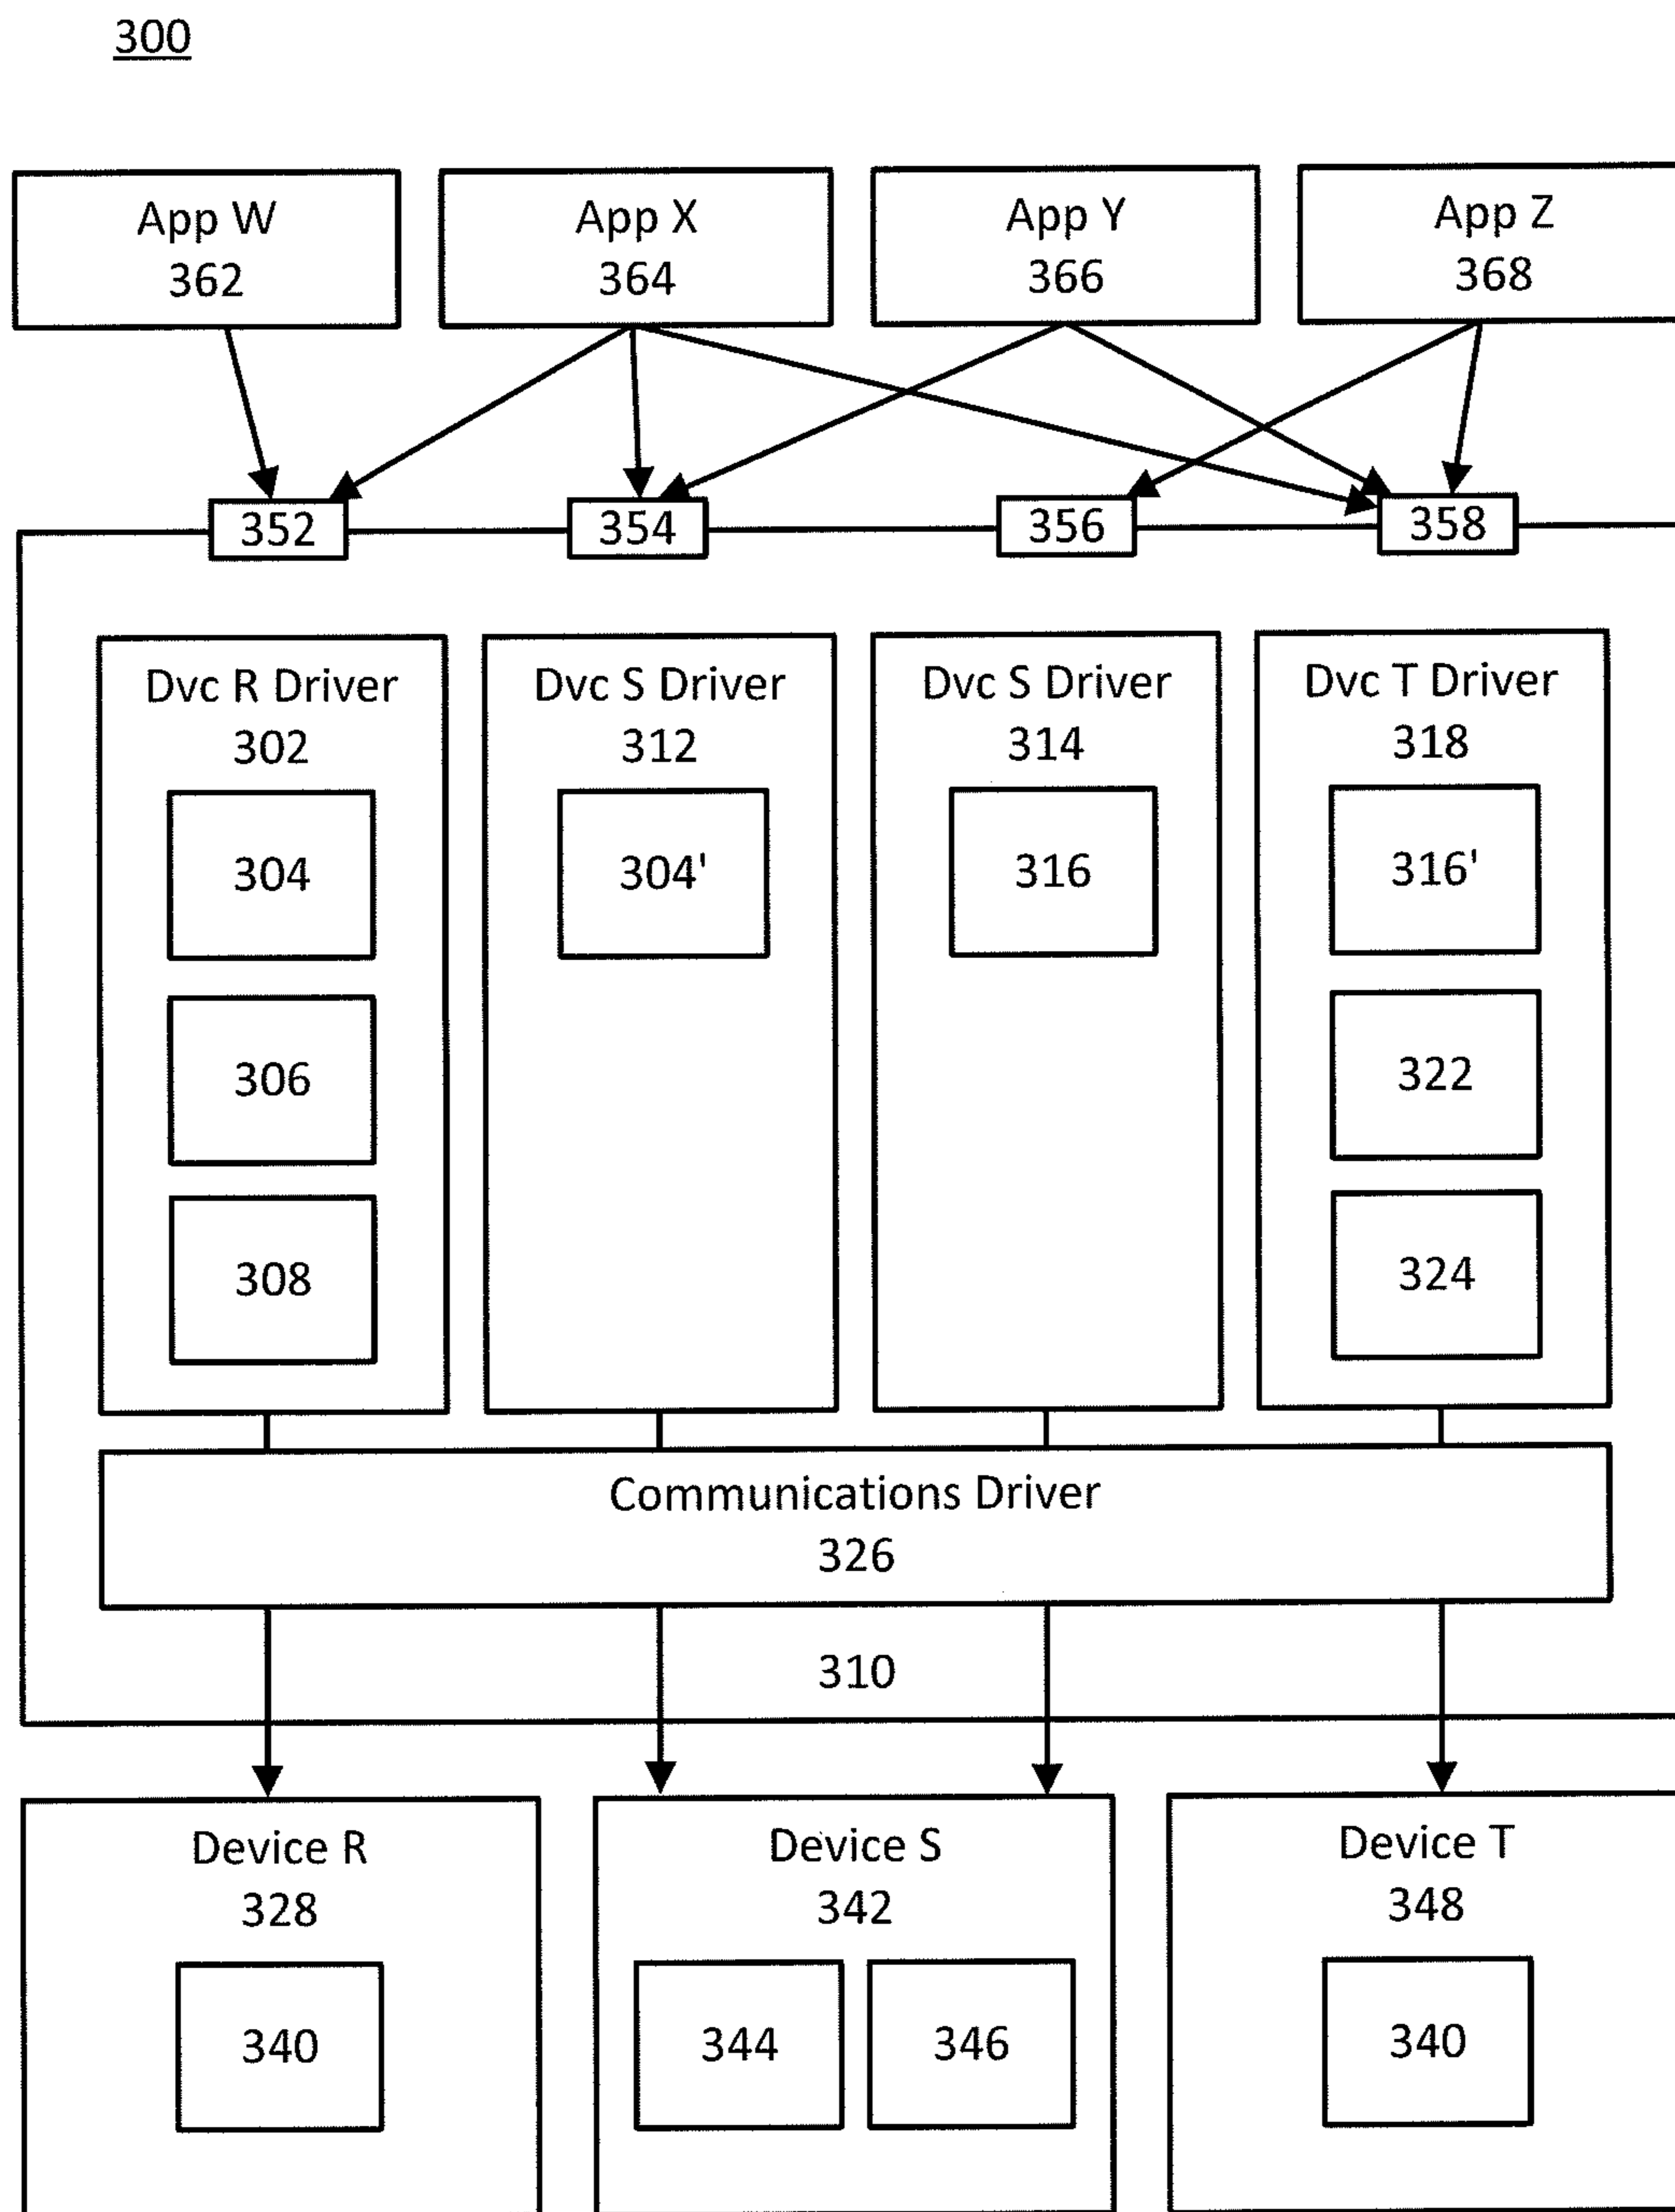 300
App W
362
App X
364
App Y
366
App Z
368
352
354
356
358
Dvc R Driver
302
304
306
308
Dvc S Driver
312
304'
Dvc S Driver
314
316
Dvc T Driver
318
316'
322
324
Communications Driver
326
310
Device R
328
340
Device S
342
344
346
Device T
348
340